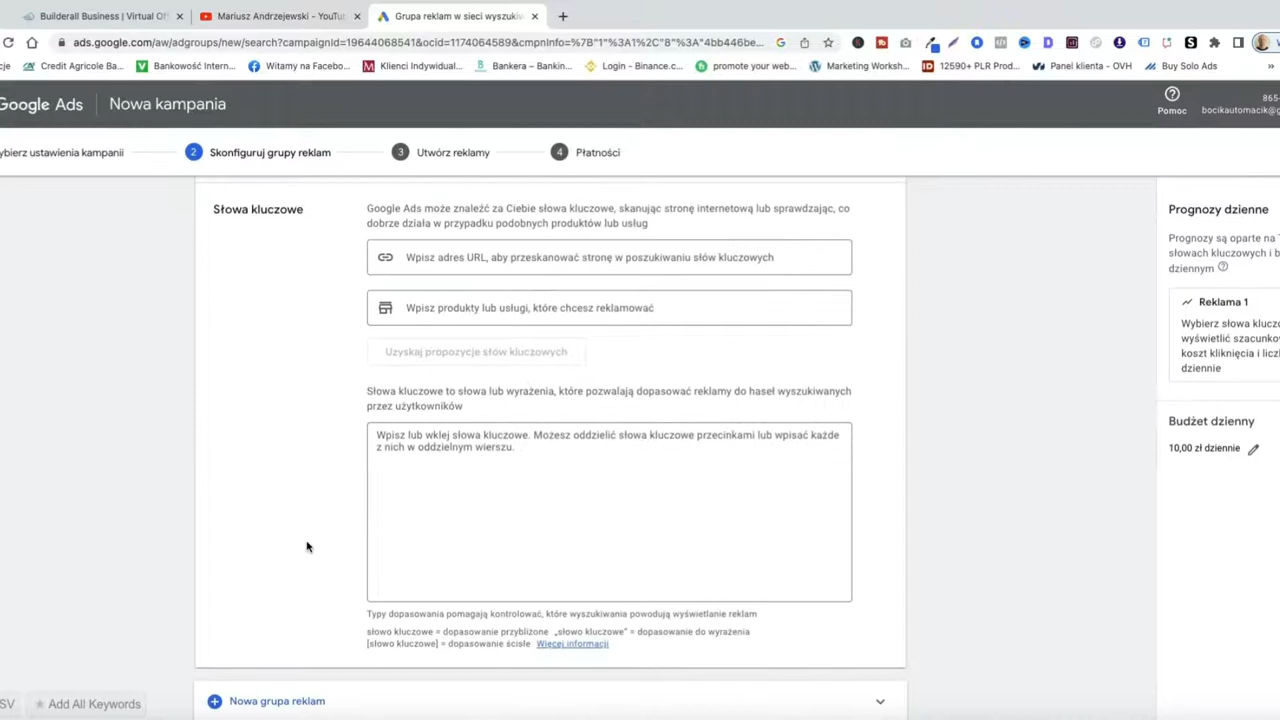 Builderall Business | Virtual Of
Mariusz Andrzejewski - YouTu
Grupa reklam w sieci wyszukiw
ads.google.com/aw/adgroups/new/search?campaignId=19644068541&ocid=1174064589&cmpnInfo=%7B"1"%3A1%2C"8"%3A"4bb446be...
cje
Credit Agricole Ba...
Bankowość Intern...
Witamy na Facebo...
Klienci Indywidual...
Bankera – Bankin...
Login - Binance.c...
promote your web...
Marketing Worksh...
12590+ PLR Prod...
Panel klienta - OVH
Buy Solo Ads
»
Google Ads
Nowa kampania
Pomoc
865-
bocikautomacik@g
ybierz ustawienia kampanii
2 Skonfiguruj grupy reklam
3 Utwórz reklamy
4 Płatności
Słowa kluczowe
Google Ads może znaleźć za Ciebie słowa kluczowe, skanując stronę internetową lub sprawdzając, co
dobrze działa w przypadku podobnych produktów lub usług
Wpisz adres URL, aby przeskanować stronę w poszukiwaniu słów kluczowych
Wpisz produkty lub usługi, które chcesz reklamować
Uzyskaj propozycje słów kluczowych
Słowa kluczowe to słowa lub wyrażenia, które pozwalają dopasować reklamy do haseł wyszukiwanych
przez użytkowników
Wpisz lub wklej słowa kluczowe. Możesz oddzielić słowa kluczowe przecinkami lub wpisać każde
z nich w oddzielnym wierszu.
Typy dopasowania pomagają kontrolować, które wyszukiwania powodują wyświetlanie reklam
słowo kluczowe = dopasowanie przybliżone „słowo kluczowe” = dopasowanie do wyrażenia
[słowo kluczowe] = dopasowanie ścisłe Więcej informacji
Nowa grupa reklam
SV
Add All Keywords
Prognozy dzienne
Prognozy są oparte na T
słowach kluczowych i b
dziennym
Reklama 1
Wybierz słowa klucz
wyświetlić szacunko
koszt kliknięcia i licz
dziennie
Budżet dzienny
10,00 zł dziennie